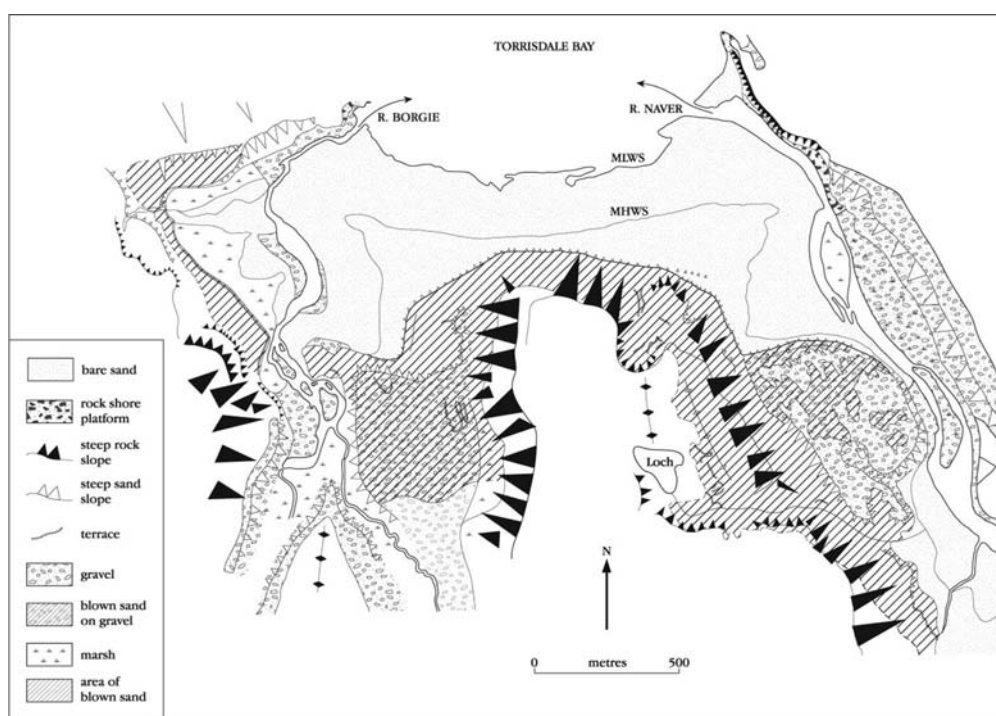 TORRISDALE BAY
R. BORGIE
R. NAVER
MLWS
MHWS
Loch
N
0 metres 500
bare sand
rock shore
platform
steep rock
slope
steep sand
slope
terrace
gravel
blown sand
on gravel
marsh
area of
blown sand